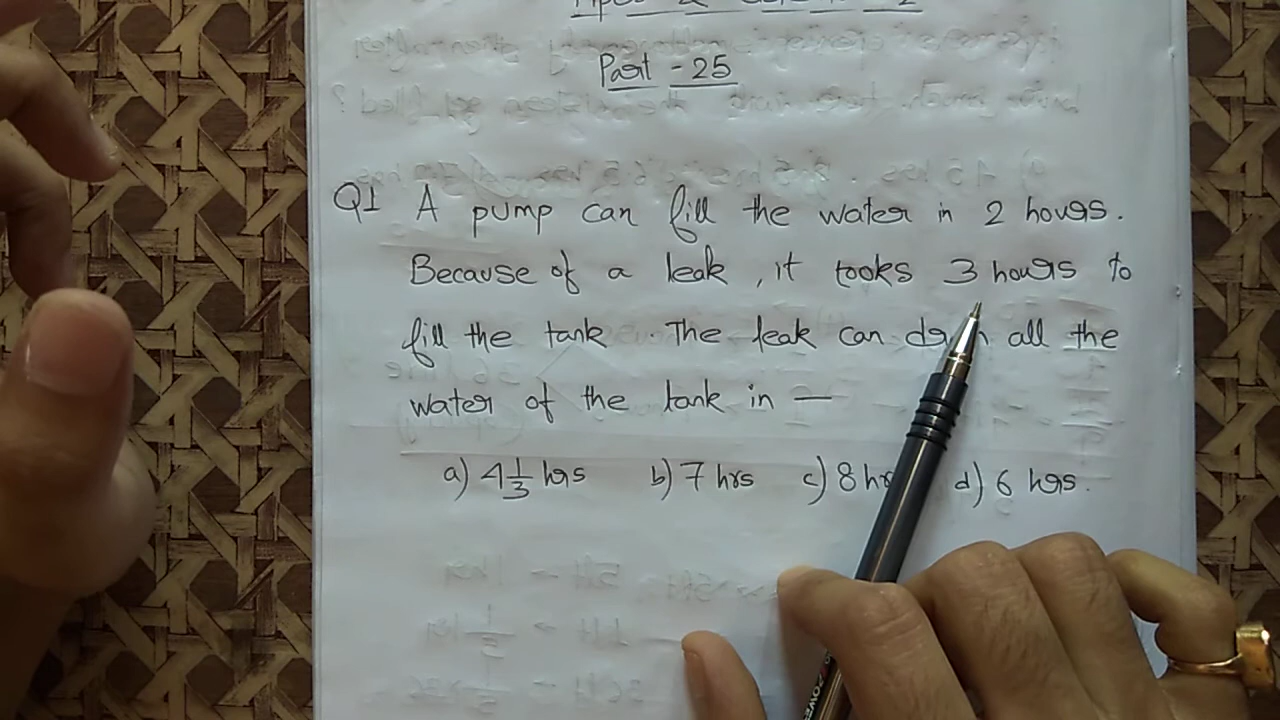 Part - 25
Q1 A pump can fill the water in 2 hours.
Because of a leak, it tooks 3 hours to
fill the tank. The leak can drain all the
water of the tank in —
a) 4 1/3 hrs b) 7 hrs c) 8 hr d) 6 hrs.